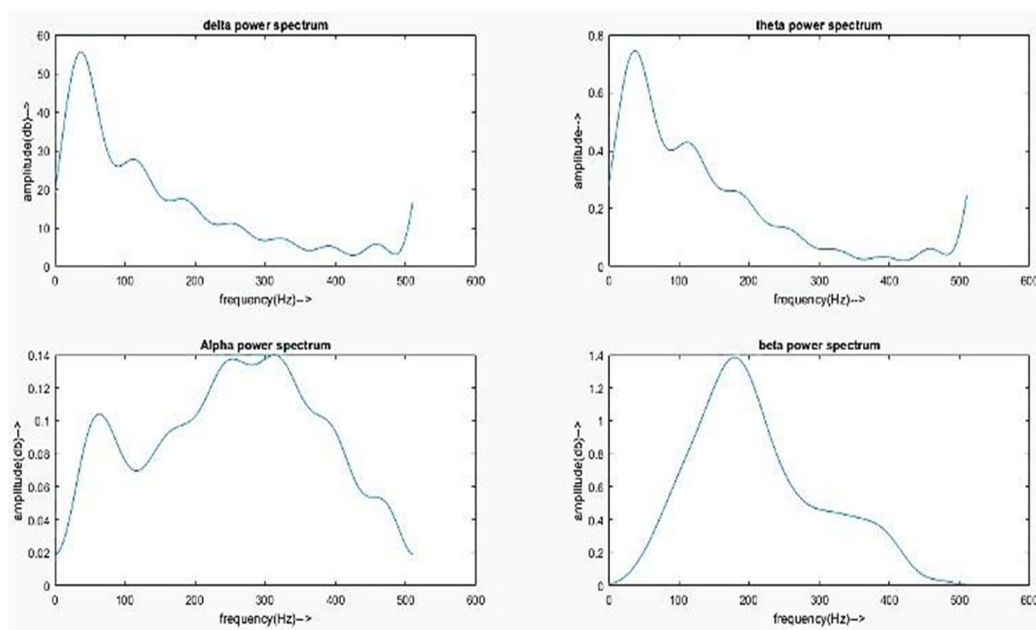 delta power spectrum
60
50
40
30
20
10
0
amplitude(db)-->
0 100 200 300 400 500 600
frequency(Hz)-->
theta power spectrum
0.8
0.6
0.4
0.2
0
amplitude-->
0 100 200 300 400 500 600
frequency(Hz)-->
Alpha power spectrum
0.14
0.12
0.1
0.08
0.06
0.04
0.02
0
amplitude(db)-->
0 100 200 300 400 500 600
frequency(Hz)-->
beta power spectrum
1.4
1.2
1
0.8
0.6
0.4
0.2
0
amplitude(db)-->
0 100 200 300 400 500 600
frequency(Hz)-->